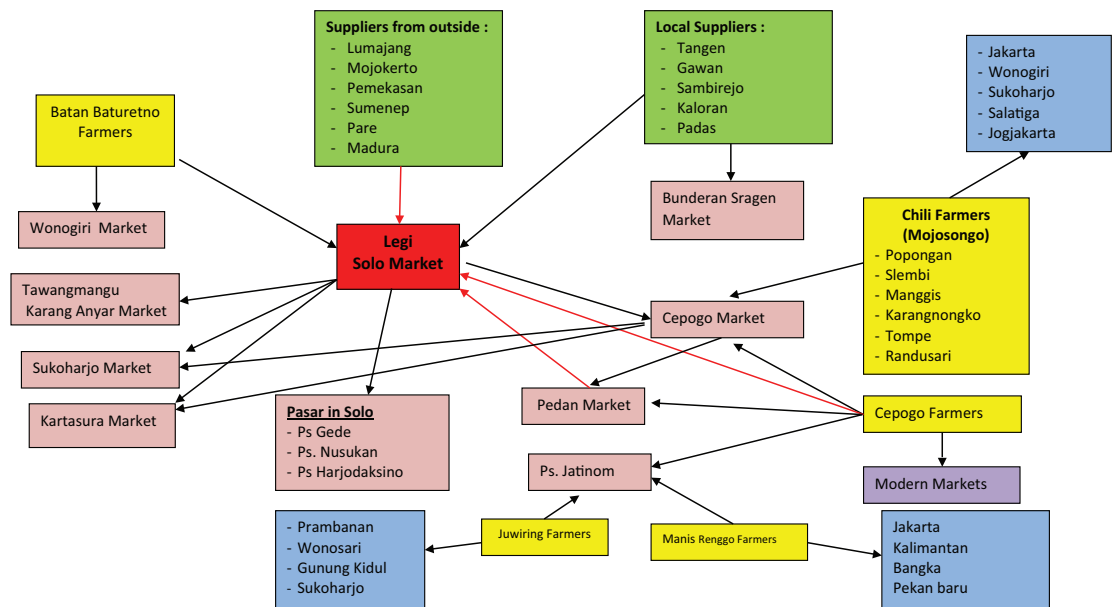 Suppliers from outside :
- Lumajang
- Mojokerto
- Pemekasan
- Sumenep
- Pare
- Madura
Local Suppliers :
- Tangen
- Gawan
- Sambirejo
- Kaloran
- Padas
- Jakarta
- Wonogiri
- Sukoharjo
- Salatiga
- Jogjakarta
Batan Baturetno
Farmers
Wonogiri Market
Bunderan Sragen
Market
Chili Farmers
(Mojosongo)
- Popongan
- Slembi
- Manggis
- Karangnongko
- Tompe
- Randusari
Legi
Solo Market
Tawangmangu
Karang Anyar Market
Cepogo Market
Sukoharjo Market
Kartasura Market
Pasar in Solo
- Ps Gede
- Ps. Nusukan
- Ps Harjodaksino
Pedan Market
Cepogo Farmers
Ps. Jatinom
Modern Markets
- Prambanan
- Wonosari
- Gunung Kidul
- Sukoharjo
Juwiring Farmers
Manis Renggo Farmers
Jakarta
Kalimantan
Bangka
Pekan baru